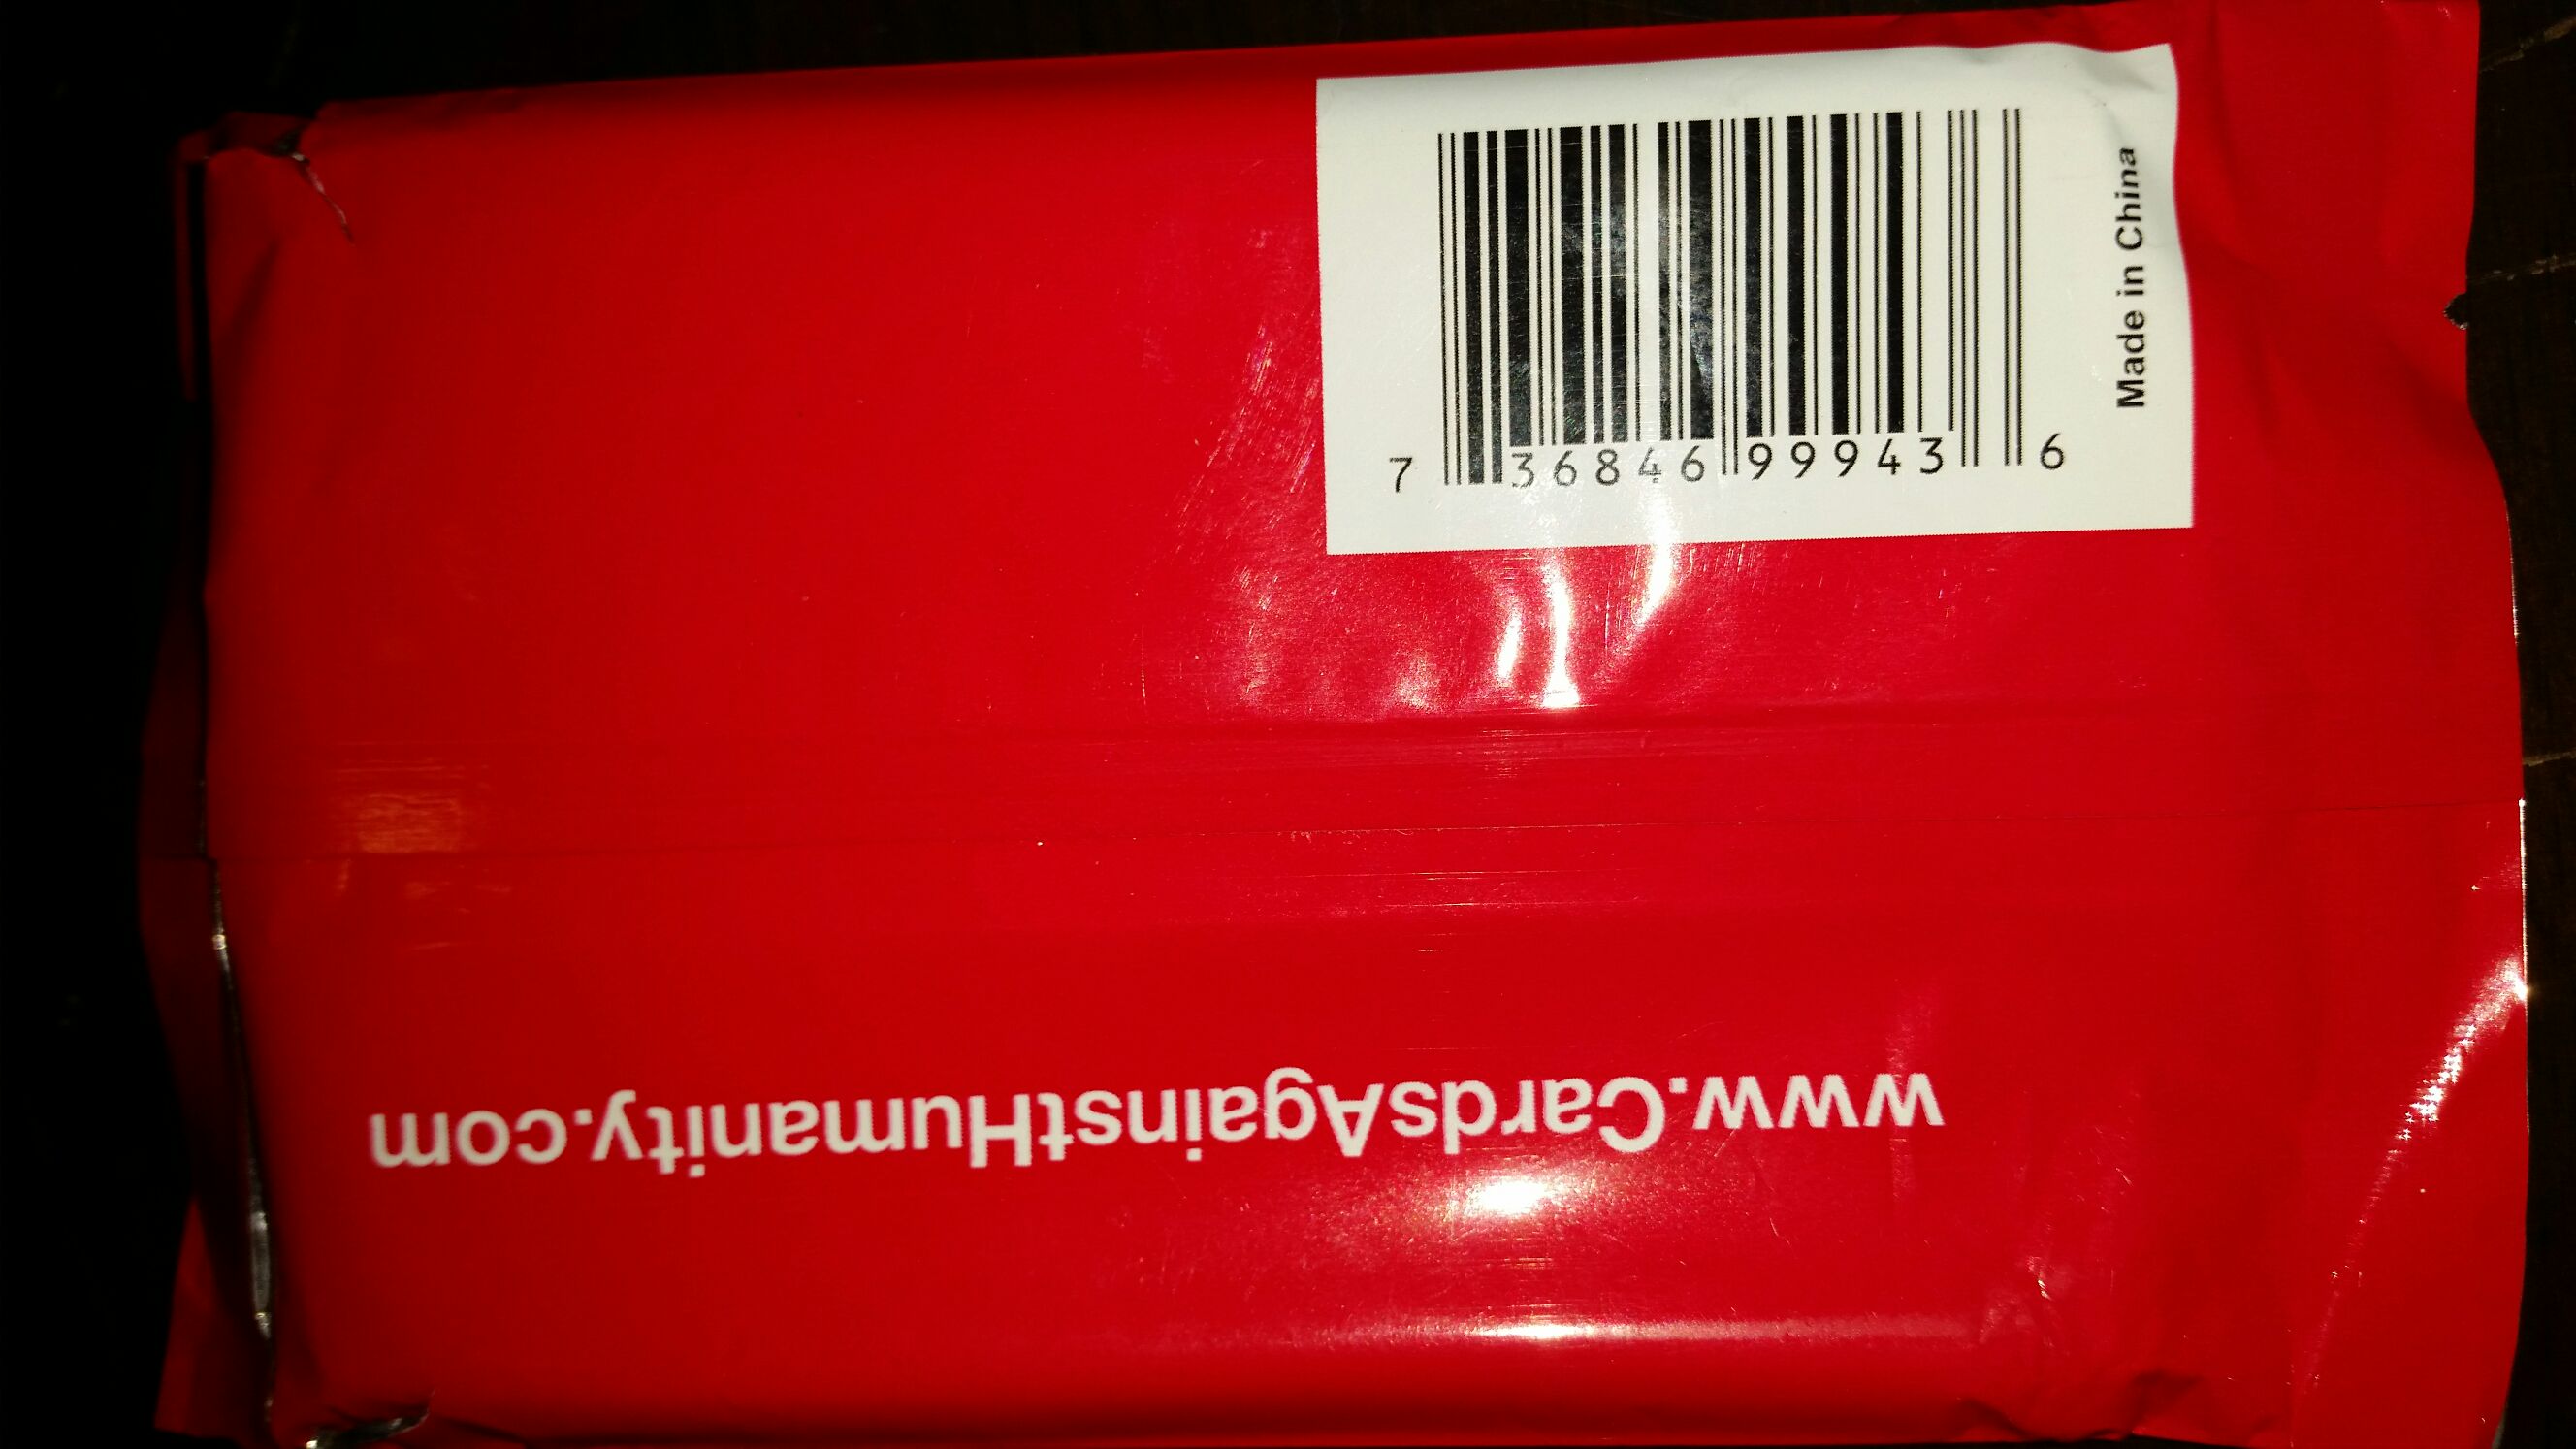 7 36846 99943 6
Made in China
www.CardsAgainstHumanity.com